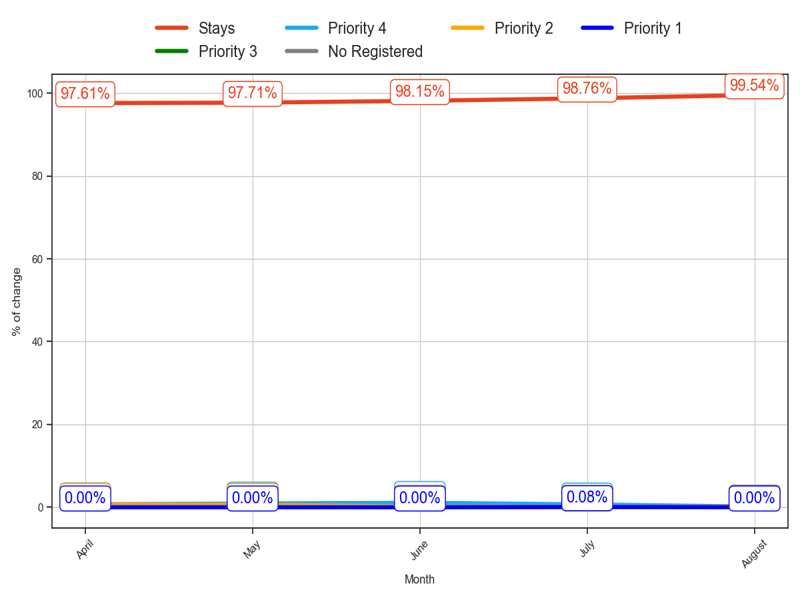 Stays Priority 4 Priority 2 Priority 1
Priority 3 No Registered
97.61% 97.71% 98.15% 98.76% 99.54%
100
80
60
40
20
0
0.00% 0.00% 0.00% 0.08% 0.00%
% of change
April May June July August
Month